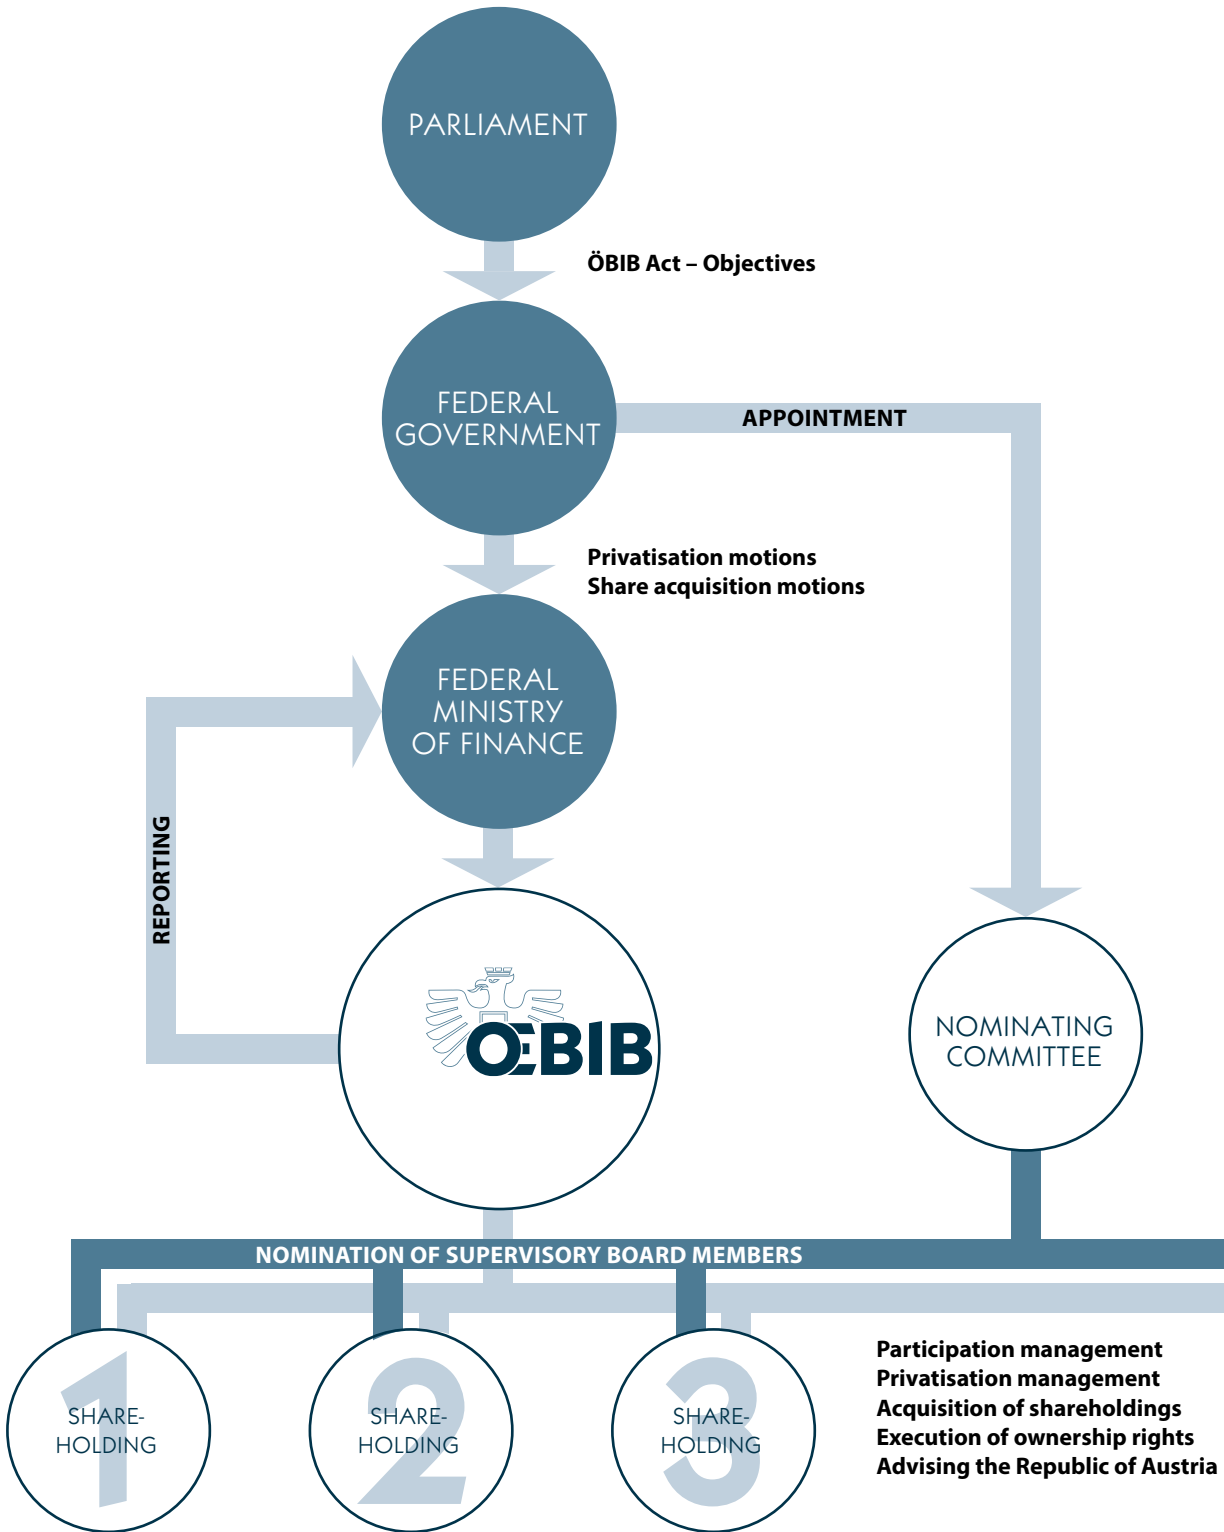 PARLIAMENT
ÖBIB Act – Objectives
FEDERAL
GOVERNMENT
APPOINTMENT
Privatisation motions
Share acquisition motions
FEDERAL
MINISTRY
OF FINANCE
REPORTING
OEBIB
NOMINATING
COMMITTEE
NOMINATION OF SUPERVISORY BOARD MEMBERS
1
SHARE-
HOLDING
2
SHARE-
HOLDING
3
SHARE-
HOLDING
Participation management
Privatisation management
Acquisition of shareholdings
Execution of ownership rights
Advising the Republic of Austria